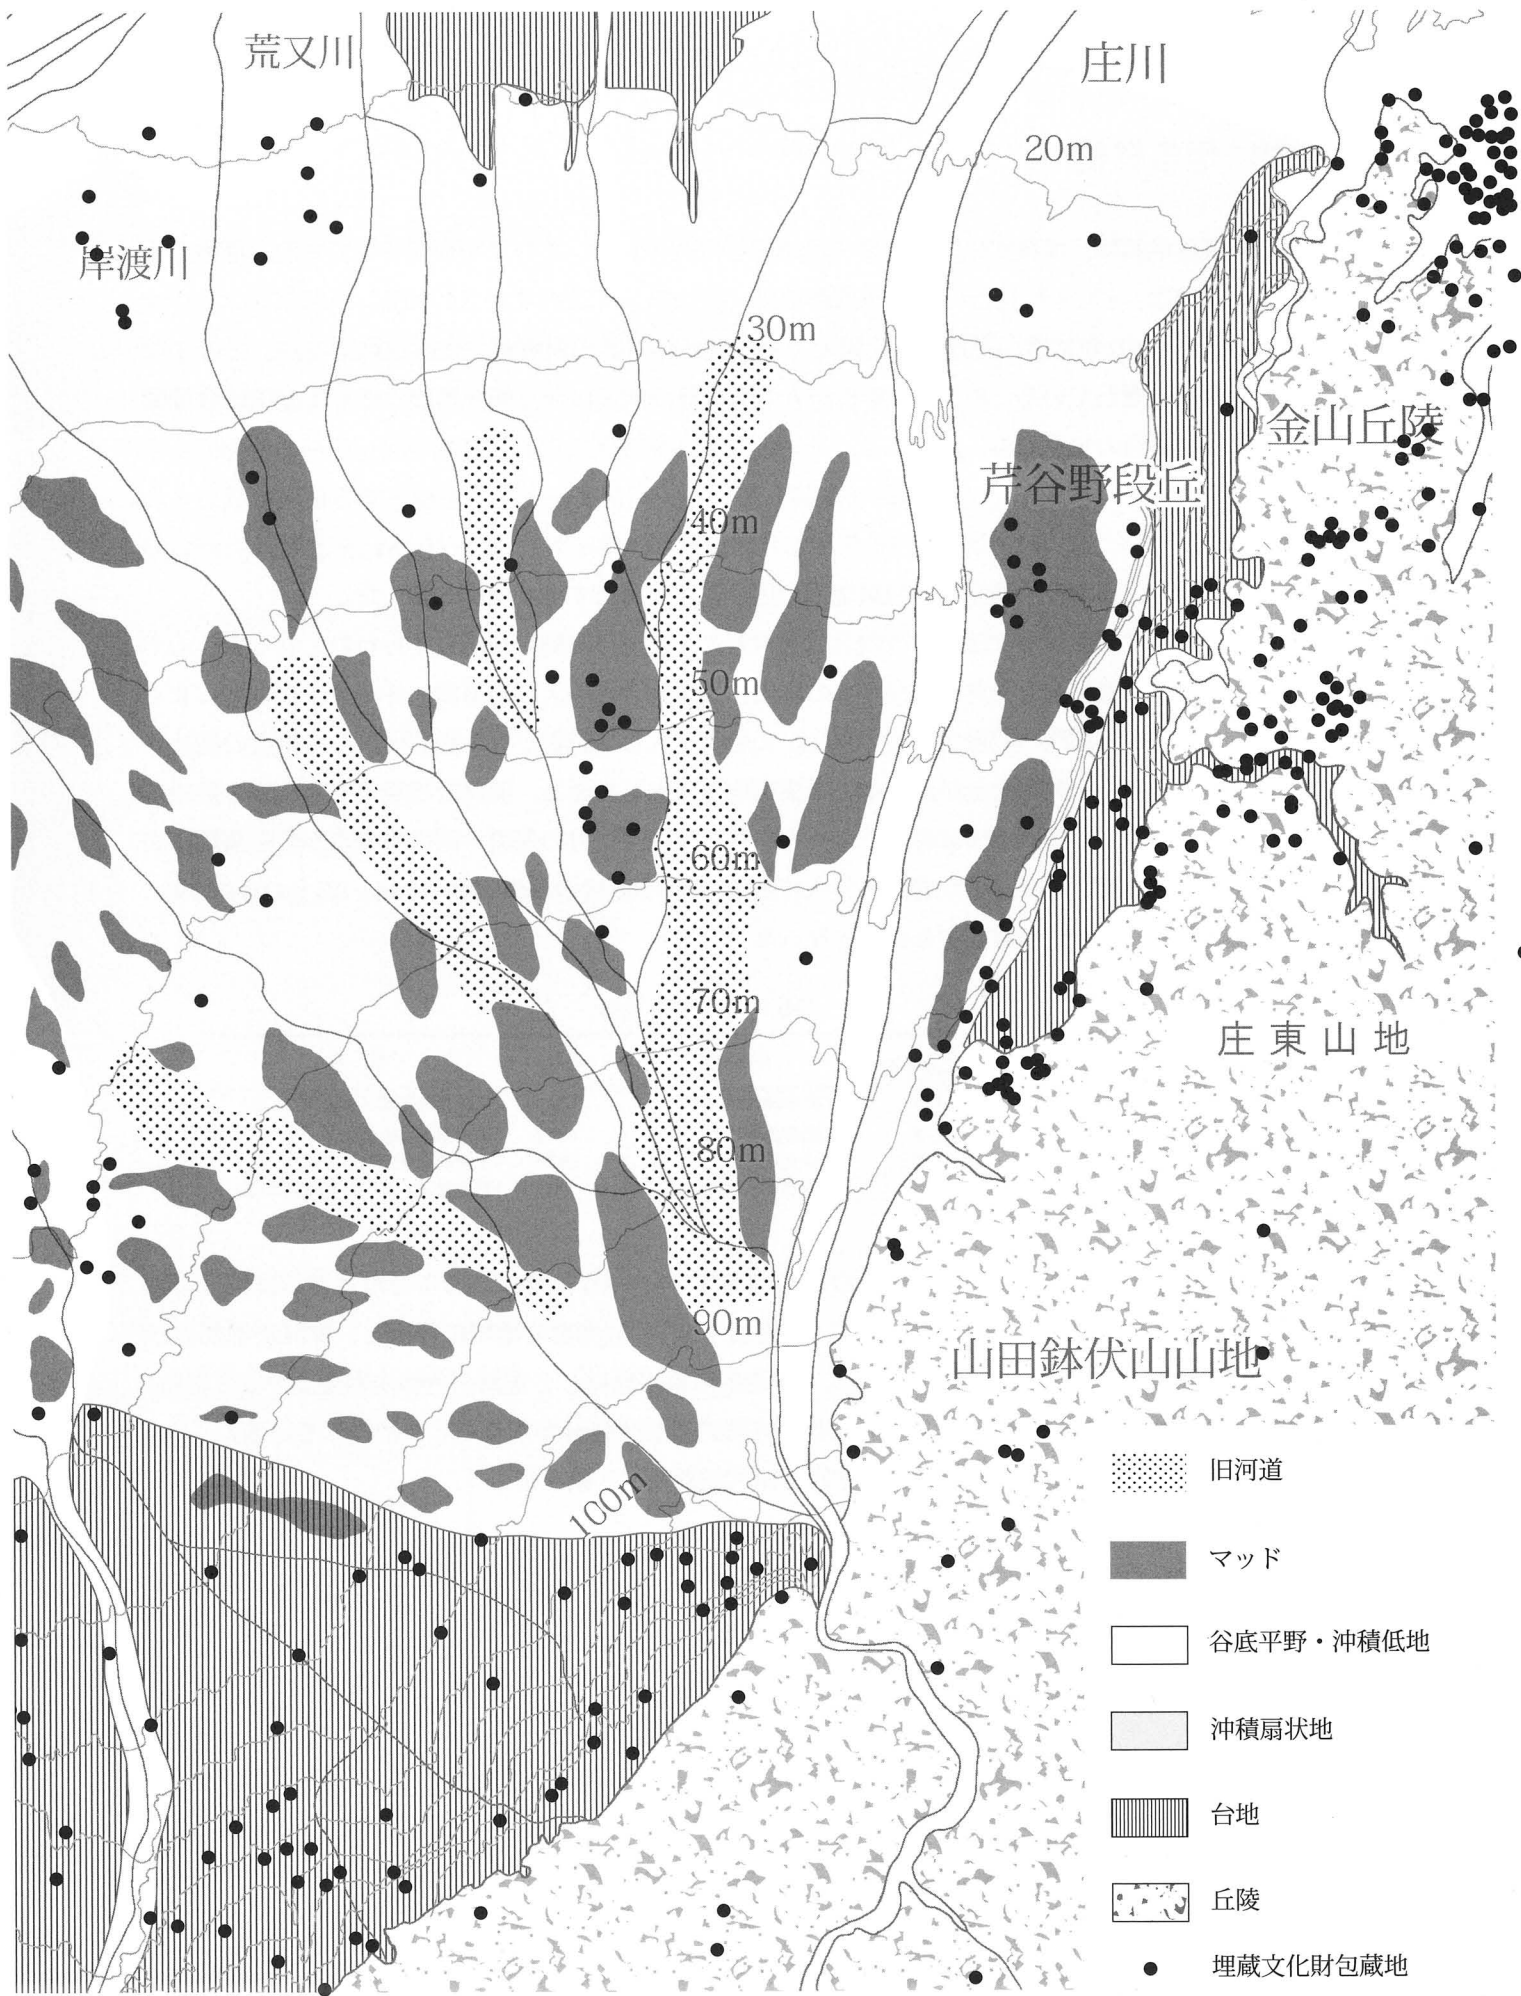 荒又川
庄川
20m
岸渡川
30m
金山丘陵
芹谷野段丘
40m
50m
60m
70m
庄東山地
80m
90m
山田鉢伏山山地
100m
旧河道
マッド
谷底平野・沖積低地
沖積扇状地
台地
丘陵
埋蔵文化財包蔵地